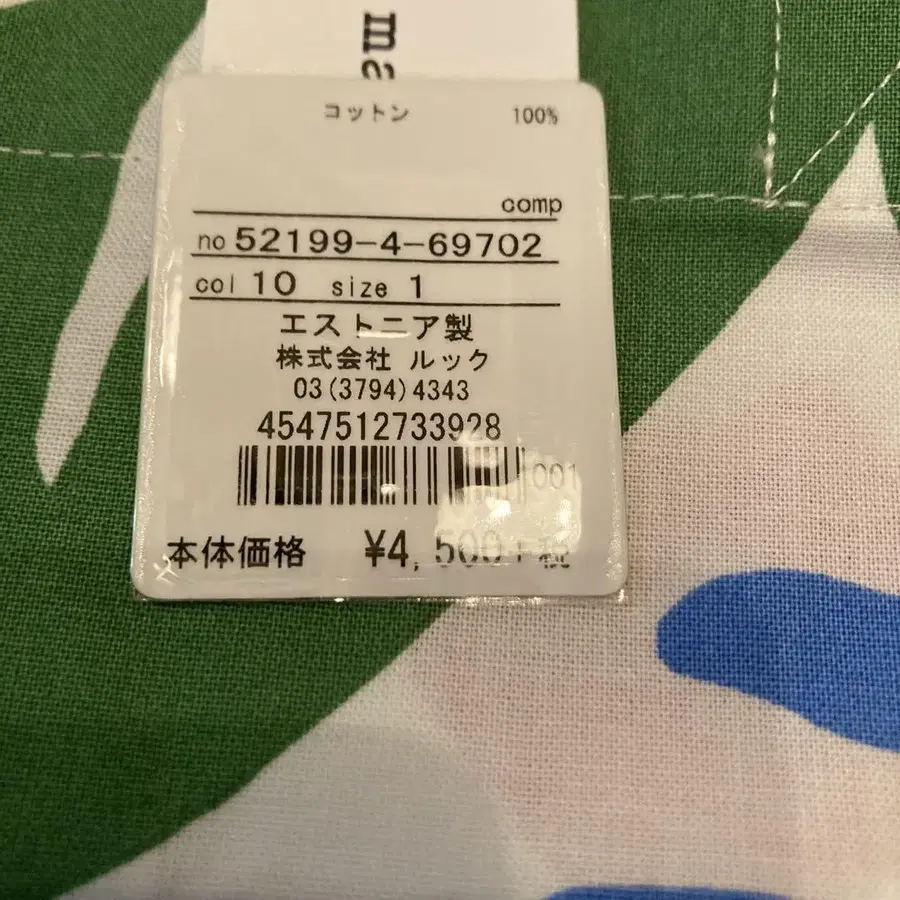 ma
コットン 100%
comp
no 52199-4-69702
col 10 size 1
エストニア製
株式会社 ルック
03(3794)4343
4547512733928
001
本体価格 ¥4,500+税